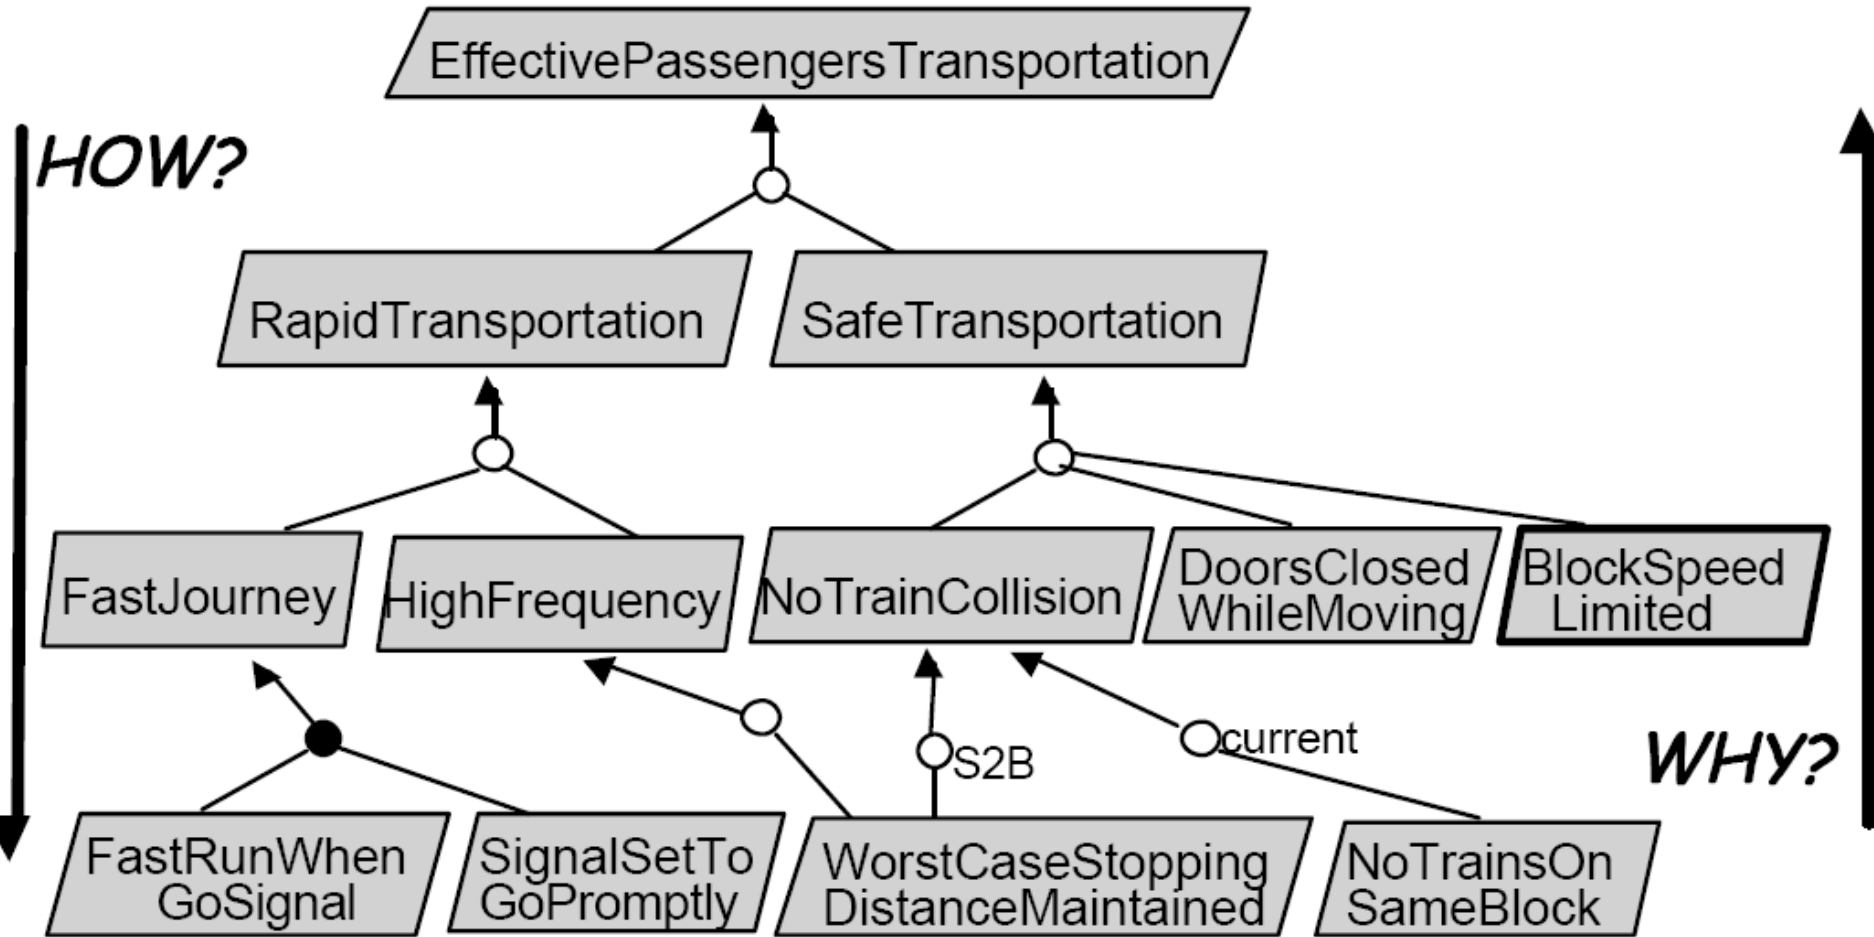 EffectivePassengersTransportation
HOW?
RapidTransportation
SafeTransportation
FastJourney
HighFrequency
NoTrainCollision
DoorsClosed
WhileMoving
BlockSpeed
Limited
S2B
current
WHY?
FastRunWhen
GoSignal
SignalSetTo
GoPromptly
WorstCaseStopping
DistanceMaintained
NoTrainsOn
SameBlock